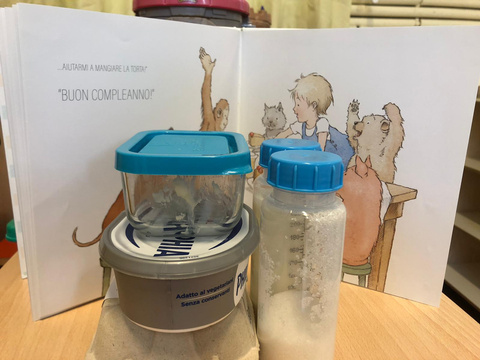 ...AIUTARMI A MANGIARE LA TORTA!"
"BUON COMPLEANNO!"
Adatto ai vegetariani
Senza conservanti